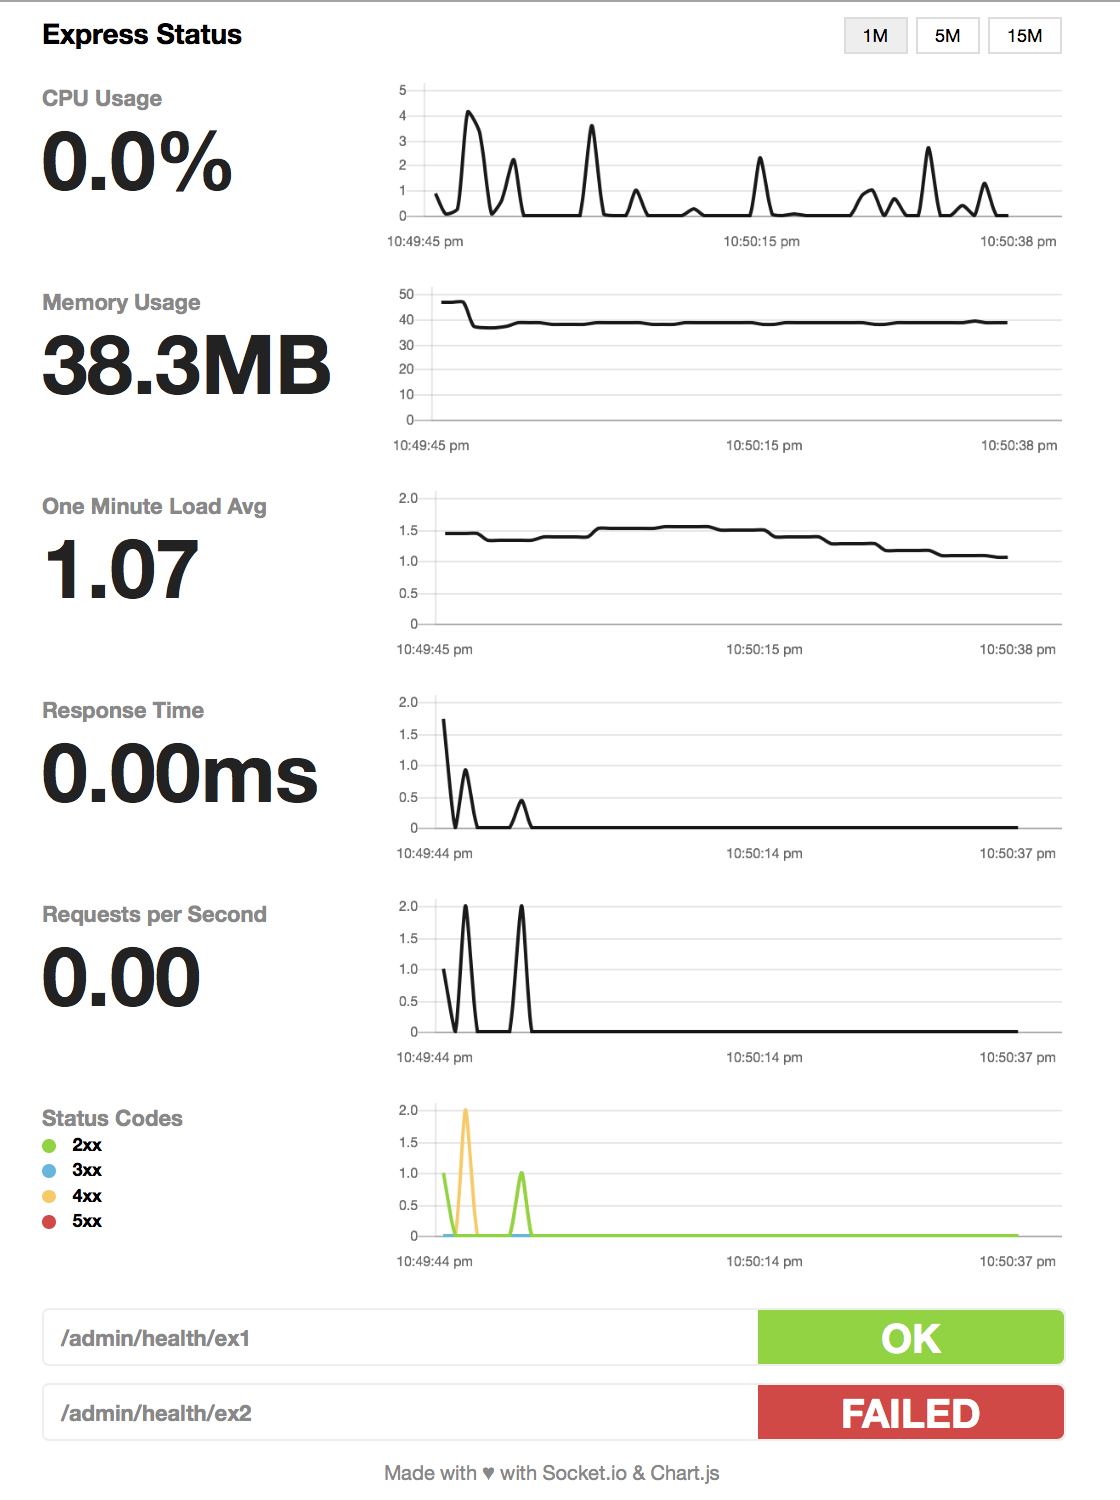 Express Status
1M 5M 15M
CPU Usage
0.0%
5
4
3
2
1
0
10:49:45 pm 10:50:15 pm 10:50:38 pm
Memory Usage
38.3MB
50
40
30
20
10
0
10:49:45 pm 10:50:15 pm 10:50:38 pm
One Minute Load Avg
1.07
2.0
1.5
1.0
0.5
0
10:49:45 pm 10:50:15 pm 10:50:38 pm
Response Time
0.00ms
2.0
1.5
1.0
0.5
0
10:49:44 pm 10:50:14 pm 10:50:37 pm
Requests per Second
0.00
2.0
1.5
1.0
0.5
0
10:49:44 pm 10:50:14 pm 10:50:37 pm
Status Codes
2xx
3xx
4xx
5xx
2.0
1.5
1.0
0.5
0
10:49:44 pm 10:50:14 pm 10:50:37 pm
/admin/health/ex1 OK
/admin/health/ex2 FAILED
Made with ♥ with Socket.io & Chart.js